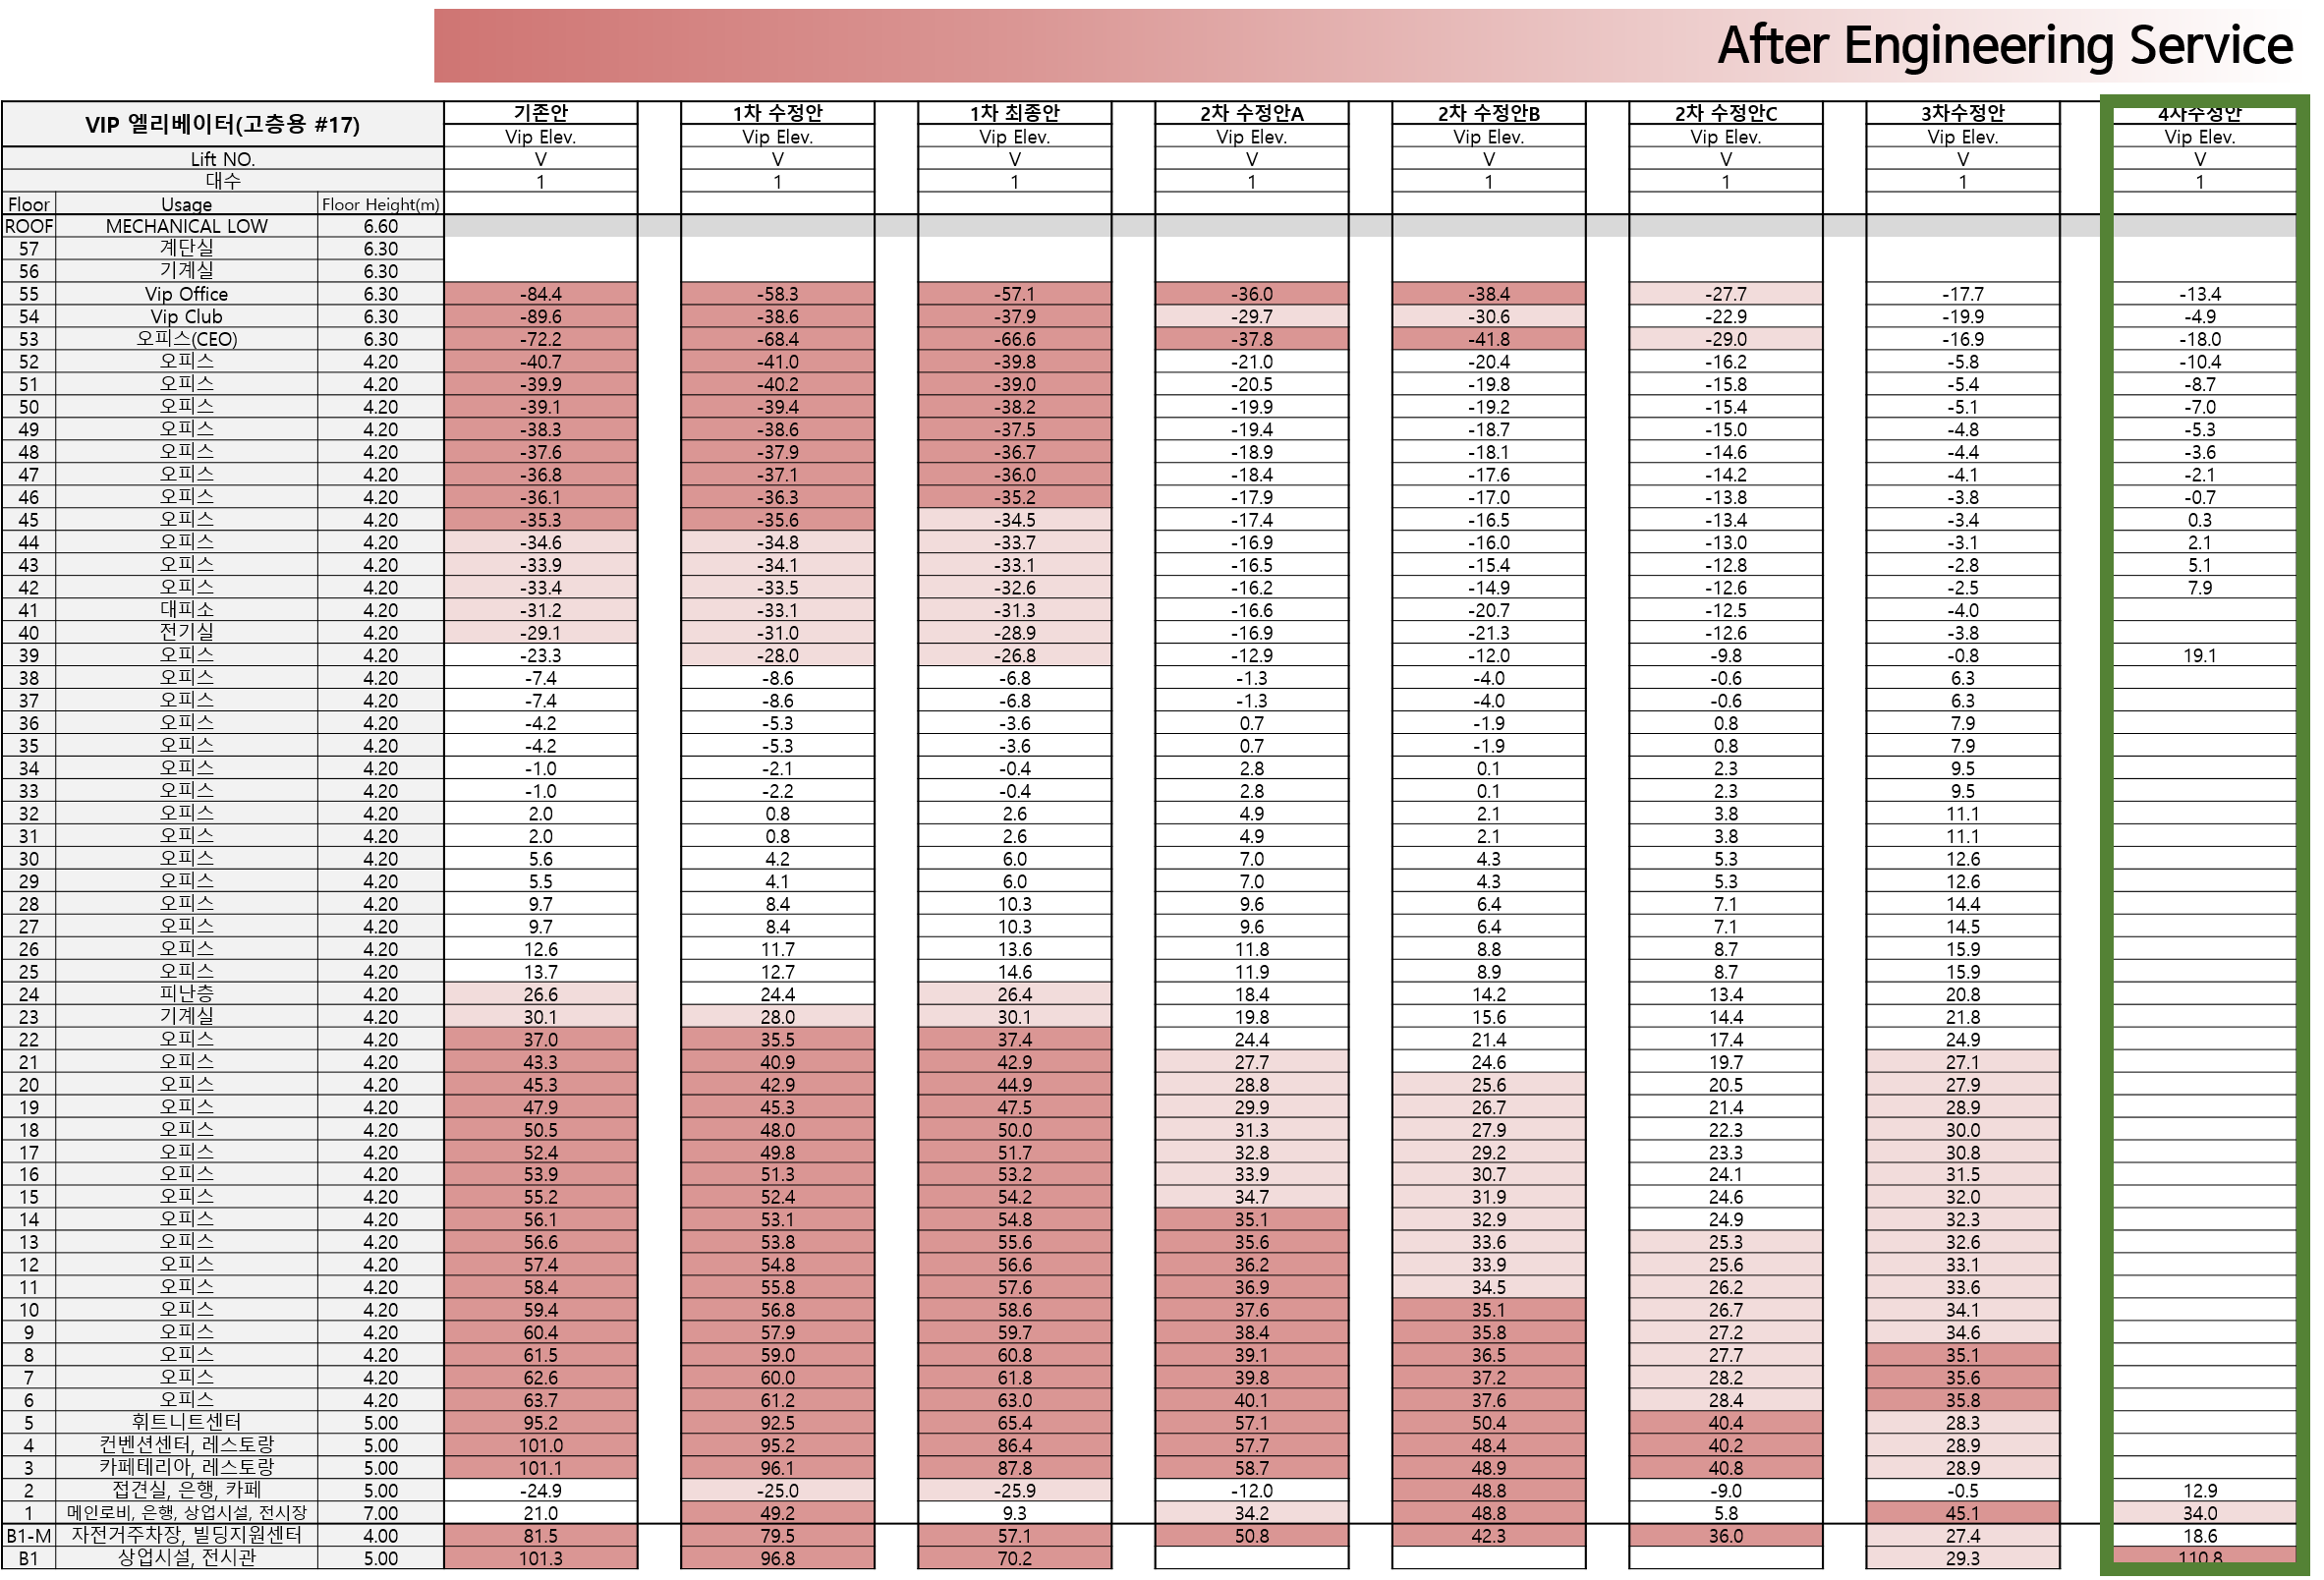 After Engineering Service
VIP 엘리베이터(고층용 #17) 기존안 1차 수정안 1차 최종안 2차 수정안A 2차 수정안B 2차 수정안C 3차수정안 4차수정안
Vip Elev. Vip Elev. Vip Elev. Vip Elev. Vip Elev. Vip Elev. Vip Elev. Vip Elev.
Lift NO. V V V V V V V V
대수 1 1 1 1 1 1 1 1
Floor Usage Floor Height(m)
ROOF MECHANICAL LOW 6.60
57 계단실 6.30
56 기계실 6.30
55 Vip Office 6.30 -84.4 -58.3 -57.1 -36.0 -38.4 -27.7 -17.7 -13.4
54 Vip Club 6.30 -89.6 -38.6 -37.9 -29.7 -30.6 -22.9 -19.9 -4.9
53 오피스(CEO) 6.30 -72.2 -68.4 -66.6 -37.8 -41.8 -29.0 -16.9 -18.0
52 오피스 4.20 -40.7 -41.0 -39.8 -21.0 -20.4 -16.2 -5.8 -10.4
51 오피스 4.20 -39.9 -40.2 -39.0 -20.5 -19.8 -15.8 -5.4 -8.7
50 오피스 4.20 -39.1 -39.4 -38.2 -19.9 -19.2 -15.4 -5.1 -7.0
49 오피스 4.20 -38.3 -38.6 -37.5 -19.4 -18.7 -15.0 -4.8 -5.3
48 오피스 4.20 -37.6 -37.9 -36.7 -18.9 -18.1 -14.6 -4.4 -3.6
47 오피스 4.20 -36.8 -37.1 -36.0 -18.4 -17.6 -14.2 -4.1 -2.1
46 오피스 4.20 -36.1 -36.3 -35.2 -17.9 -17.0 -13.8 -3.8 -0.7
45 오피스 4.20 -35.3 -35.6 -34.5 -17.4 -16.5 -13.4 -3.4 0.3
44 오피스 4.20 -34.6 -34.8 -33.7 -16.9 -16.0 -13.0 -3.1 2.1
43 오피스 4.20 -33.9 -34.1 -33.1 -16.5 -15.4 -12.8 -2.8 5.1
42 오피스 4.20 -33.4 -33.5 -32.6 -16.2 -14.9 -12.6 -2.5 7.9
41 대피소 4.20 -31.2 -33.1 -31.3 -16.6 -20.7 -12.5 -4.0
40 전기실 4.20 -29.1 -31.0 -28.9 -16.9 -21.3 -12.6 -3.8
39 오피스 4.20 -23.3 -28.0 -26.8 -12.9 -12.0 -9.8 -0.8 19.1
38 오피스 4.20 -7.4 -8.6 -6.8 -1.3 -4.0 -0.6 6.3
37 오피스 4.20 -7.4 -8.6 -6.8 -1.3 -4.0 -0.6 6.3
36 오피스 4.20 -4.2 -5.3 -3.6 0.7 -1.9 0.8 7.9
35 오피스 4.20 -4.2 -5.3 -3.6 0.7 -1.9 0.8 7.9
34 오피스 4.20 -1.0 -2.1 -0.4 2.8 0.1 2.3 9.5
33 오피스 4.20 -1.0 -2.2 -0.4 2.8 0.1 2.3 9.5
32 오피스 4.20 2.0 0.8 2.6 4.9 2.1 3.8 11.1
31 오피스 4.20 2.0 0.8 2.6 4.9 2.1 3.8 11.1
30 오피스 4.20 5.6 4.2 6.0 7.0 4.3 5.3 12.6
29 오피스 4.20 5.5 4.1 6.0 7.0 4.3 5.3 12.6
28 오피스 4.20 9.7 8.4 10.3 9.6 6.4 7.1 14.4
27 오피스 4.20 9.7 8.4 10.3 9.6 6.4 7.1 14.5
26 오피스 4.20 12.6 11.7 13.6 11.8 8.8 8.7 15.9
25 오피스 4.20 13.7 12.7 14.6 11.9 8.9 8.7 15.9
24 피난층 4.20 26.6 24.4 26.4 18.4 14.2 13.4 20.8
23 기계실 4.20 30.1 28.0 30.1 19.8 15.6 14.4 21.8
22 오피스 4.20 37.0 35.5 37.4 24.4 21.4 17.4 24.9
21 오피스 4.20 43.3 40.9 42.9 27.7 24.6 19.7 27.1
20 오피스 4.20 45.3 42.9 44.9 28.8 25.6 20.5 27.9
19 오피스 4.20 47.9 45.3 47.5 29.9 26.7 21.4 28.9
18 오피스 4.20 50.5 48.0 50.0 31.3 27.9 22.3 30.0
17 오피스 4.20 52.4 49.8 51.7 32.8 29.2 23.3 30.8
16 오피스 4.20 53.9 51.3 53.2 33.9 30.7 24.1 31.5
15 오피스 4.20 55.2 52.4 54.2 34.7 31.9 24.6 32.0
14 오피스 4.20 56.1 53.1 54.8 35.1 32.9 24.9 32.3
13 오피스 4.20 56.6 53.8 55.6 35.6 33.6 25.3 32.6
12 오피스 4.20 57.4 54.8 56.6 36.2 33.9 25.6 33.1
11 오피스 4.20 58.4 55.8 57.6 36.9 34.5 26.2 33.6
10 오피스 4.20 59.4 56.8 58.6 37.6 35.1 26.7 34.1
9 오피스 4.20 60.4 57.9 59.7 38.4 35.8 27.2 34.6
8 오피스 4.20 61.5 59.0 60.8 39.1 36.5 27.7 35.1
7 오피스 4.20 62.6 60.0 61.8 39.8 37.2 28.2 35.6
6 오피스 4.20 63.7 61.2 63.0 40.1 37.6 28.4 35.8
5 휘트니트센터 5.00 95.2 92.5 65.4 57.1 50.4 40.4 28.3
4 컨벤션센터, 레스토랑 5.00 101.0 95.2 86.4 57.7 48.4 40.2 28.9
3 카페테리아, 레스토랑 5.00 101.1 96.1 87.8 58.7 48.9 40.8 28.9
2 접견실, 은행, 카페 5.00 -24.9 -25.0 -25.9 -12.0 48.8 -9.0 -0.5 12.9
1 메인로비, 은행, 상업시설, 전시장 7.00 21.0 49.2 9.3 34.2 48.8 5.8 45.1 34.0
B1-M 자전거주차장, 빌딩지원센터 4.00 81.5 79.5 57.1 50.8 42.3 36.0 27.4 18.6
B1 상업시설, 전시관 5.00 101.3 96.8 70.2 29.3 110.8